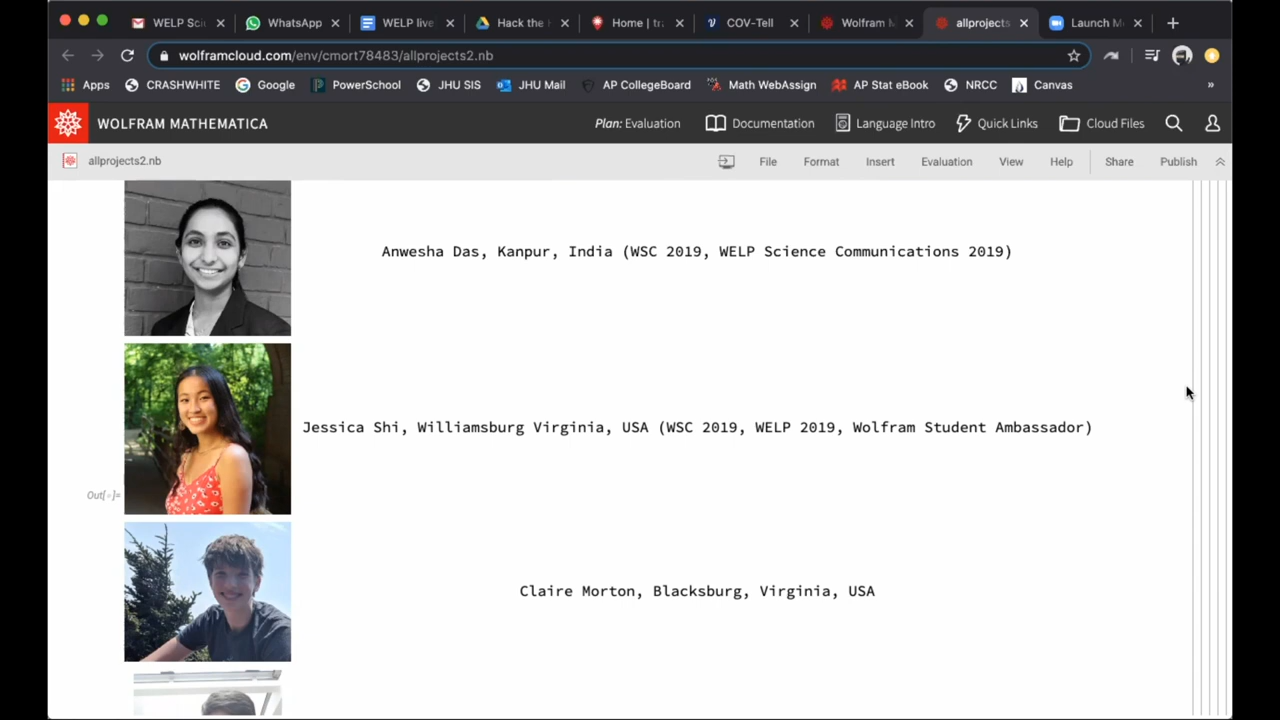 WELP Sci
WhatsApp
WELP live
Hack the
Home | tr
COV-Tell
Wolfram M
allprojects
Launch M
wolframcloud.com/env/cmort78483/allprojects2.nb
Apps
CRASHWHITE
Google
PowerSchool
JHU SIS
JHU Mail
AP CollegeBoard
Math WebAssign
AP Stat eBook
NRCC
Canvas
»
WOLFRAM MATHEMATICA
Plan: Evaluation
Documentation
Language Intro
Quick Links
Cloud Files
allprojects2.nb
File
Format
Insert
Evaluation
View
Help
Share
Publish
Anwesha Das, Kanpur, India (WSC 2019, WELP Science Communications 2019)
Jessica Shi, Williamsburg Virginia, USA (WSC 2019, WELP 2019, Wolfram Student Ambassador)
Out[◦]=
Claire Morton, Blacksburg, Virginia, USA